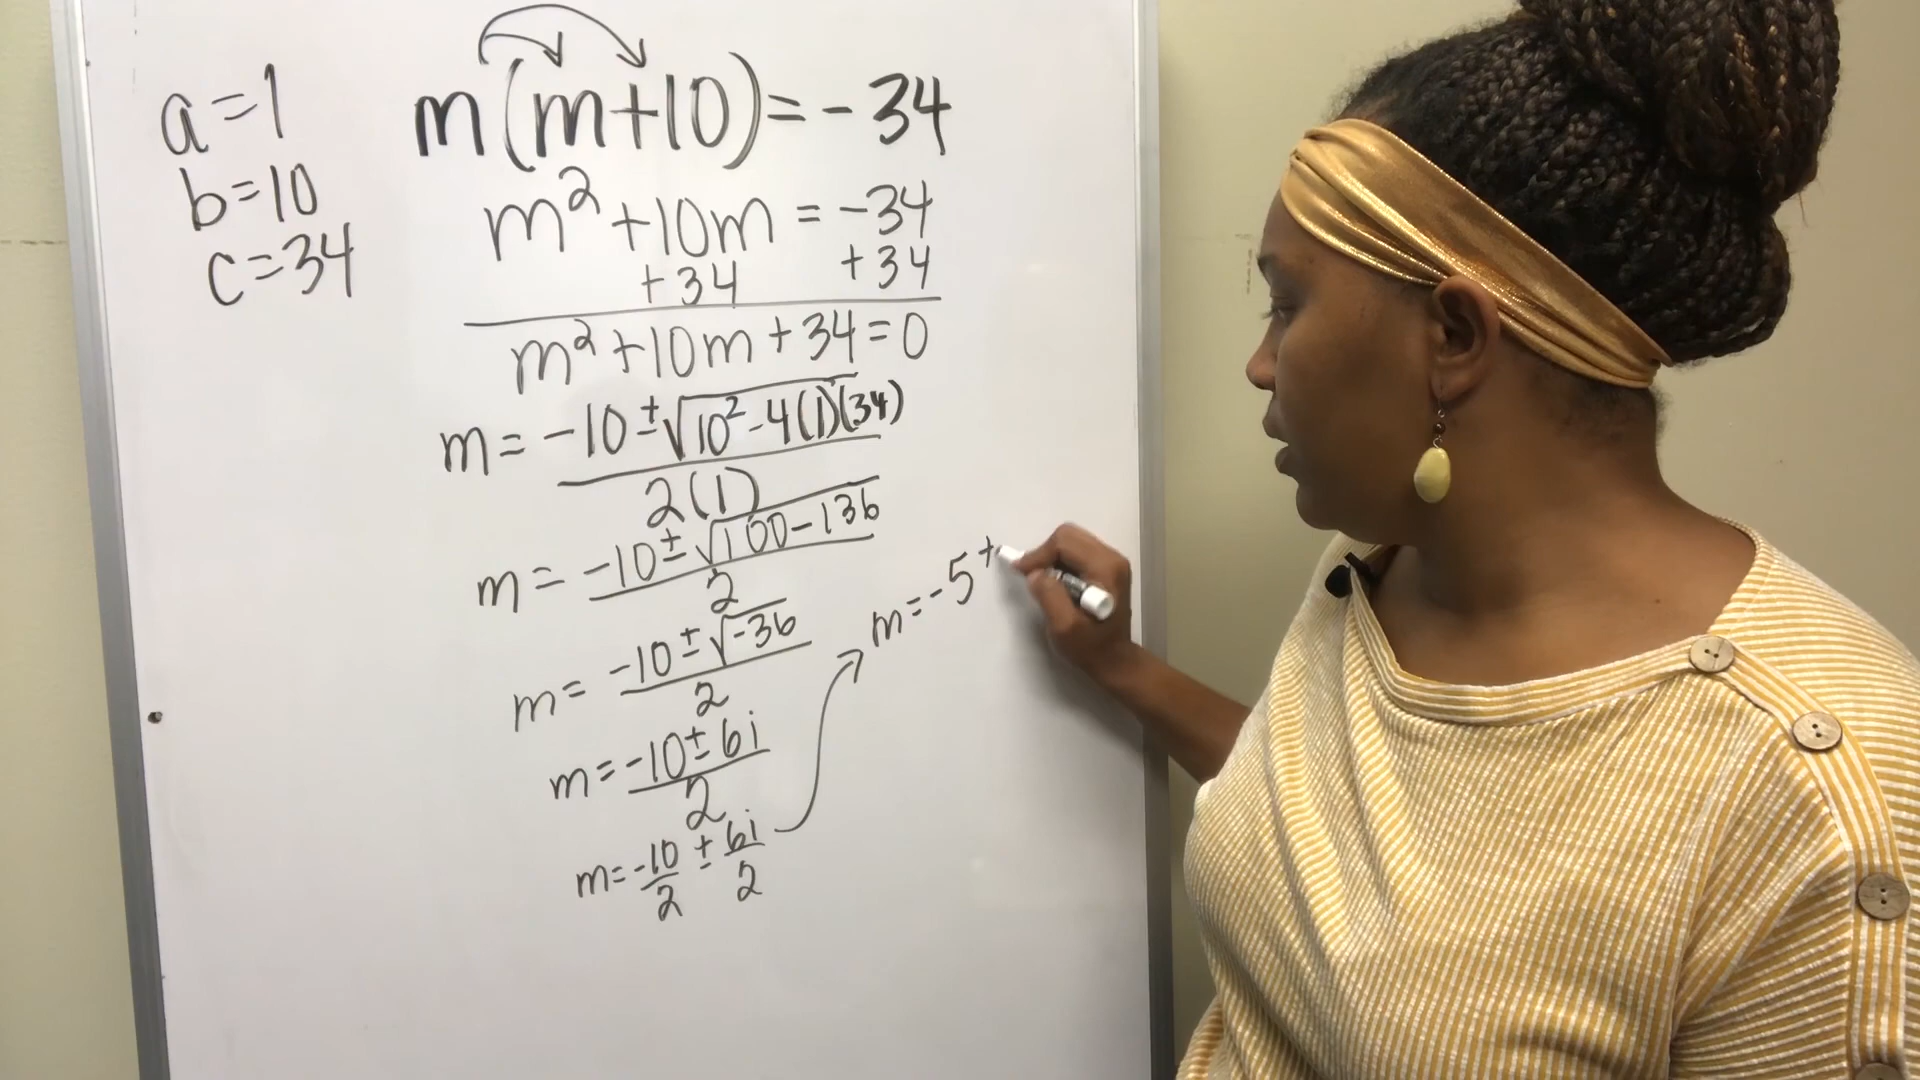 a=1
b=10
c=34
m(m+10)=-34
m²+10m=-34
+34 +34
m²+10m+34=0
m=-10±√10²-4(1)(34)
2(1)
m=-10±√100-136
2
m=-10±√-36
2
m=-10±6i
2
m=-10/2±6i/2
m=-5+